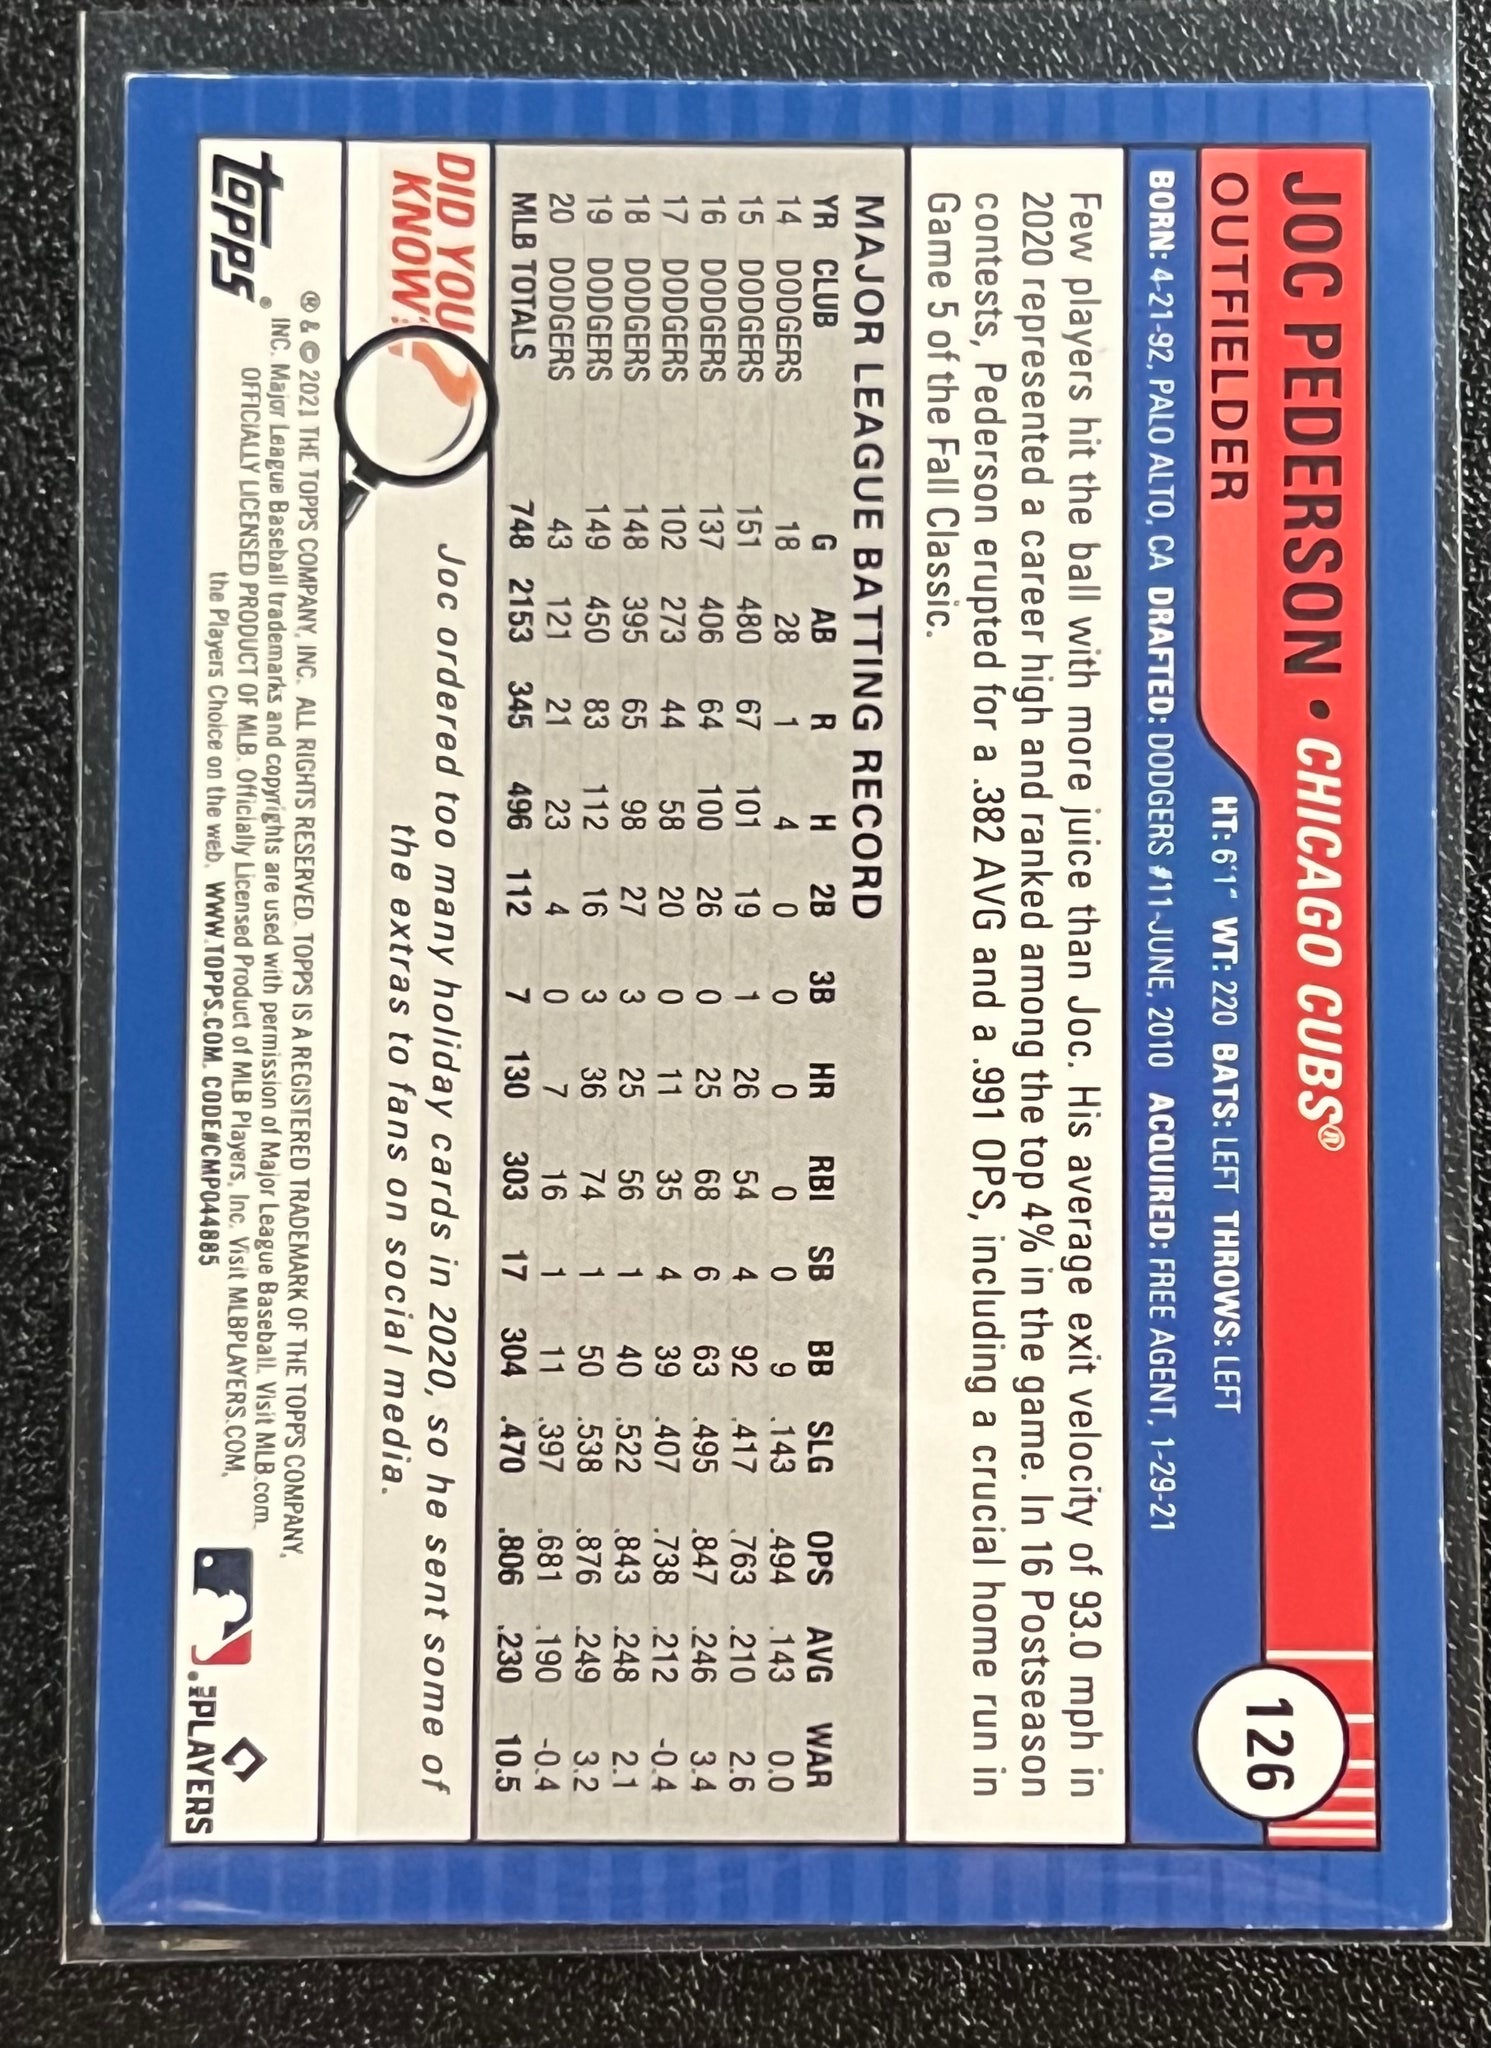 JOC PEDERSON • CHICAGO CUBS®
126
OUTFIELDER
HT: 6'1" WT: 220 BATS: LEFT THROWS: LEFT
BORN: 4-21-92, PALO ALTO, CA DRAFTED: DODGERS #11-JUNE, 2010 ACQUIRED: FREE AGENT, 1-29-21
Few players hit the ball with more juice than Joc. His average exit velocity of 93.0 mph in
2020 represented a career high and ranked among the top 4% in the game. In 16 Postseason
contests, Pederson erupted for a .382 AVG and a .991 OPS, including a crucial home run in
Game 5 of the Fall Classic.
MAJOR LEAGUE BATTING RECORD
YR CLUB G AB R H 2B 3B HR RBI SB BB SLG OPS AVG WAR
14 DODGERS 18 28 1 4 0 0 0 0 0 9 .143 .494 .143 0.0
15 DODGERS 151 480 67 101 19 1 26 54 4 92 .417 .763 .210 2.6
16 DODGERS 137 406 64 100 26 0 25 68 6 63 .495 .847 .246 3.4
17 DODGERS 102 273 44 58 20 0 11 35 4 39 .407 .738 .212 -0.4
18 DODGERS 148 395 65 98 27 3 25 56 1 40 .522 .843 .248 2.1
19 DODGERS 149 450 83 112 16 3 36 74 1 50 .538 .876 .249 3.2
20 DODGERS 43 121 21 23 4 0 7 16 1 11 .397 .681 .190 -0.4
MLB TOTALS 748 2153 345 496 112 7 130 303 17 304 .470 .806 .230 10.5
DID YOU
KNOW?
Joc ordered too many holiday cards in 2020, so he sent some of
the extras to fans on social media.
topps®
® & © 2021 THE TOPPS COMPANY, INC. ALL RIGHTS RESERVED. TOPPS IS A REGISTERED TRADEMARK OF THE TOPPS COMPANY,
INC. Major League Baseball trademarks and copyrights are used with permission of Major League Baseball. Visit MLB.com.
OFFICIALLY LICENSED PRODUCT OF MLB. Officially Licensed Product of MLB Players, Inc. Visit MLBPLAYERS.COM,
the Players Choice on the web. WWW.TOPPS.COM. CODE#CMP044885
MLB PLAYERS